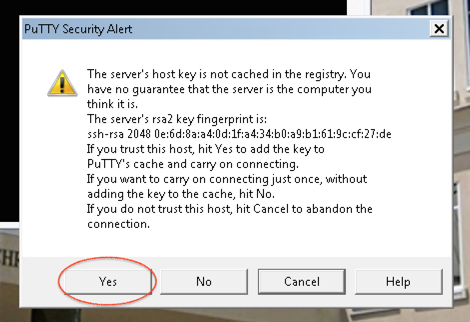 PuTTY Security Alert
The server's host key is not cached in the registry. You
have no guarantee that the server is the computer you
think it is.
The server's rsa2 key fingerprint is:
ssh-rsa 2048 0e:6d:8a:a4:0d:1f:a4:34:b0:a9:b1:61:9c:cf:27:de
If you trust this host, hit Yes to add the key to
PuTTY's cache and carry on connecting.
If you want to carry on connecting just once, without
adding the key to the cache, hit No.
If you do not trust this host, hit Cancel to abandon the
connection.
Yes No Cancel Help